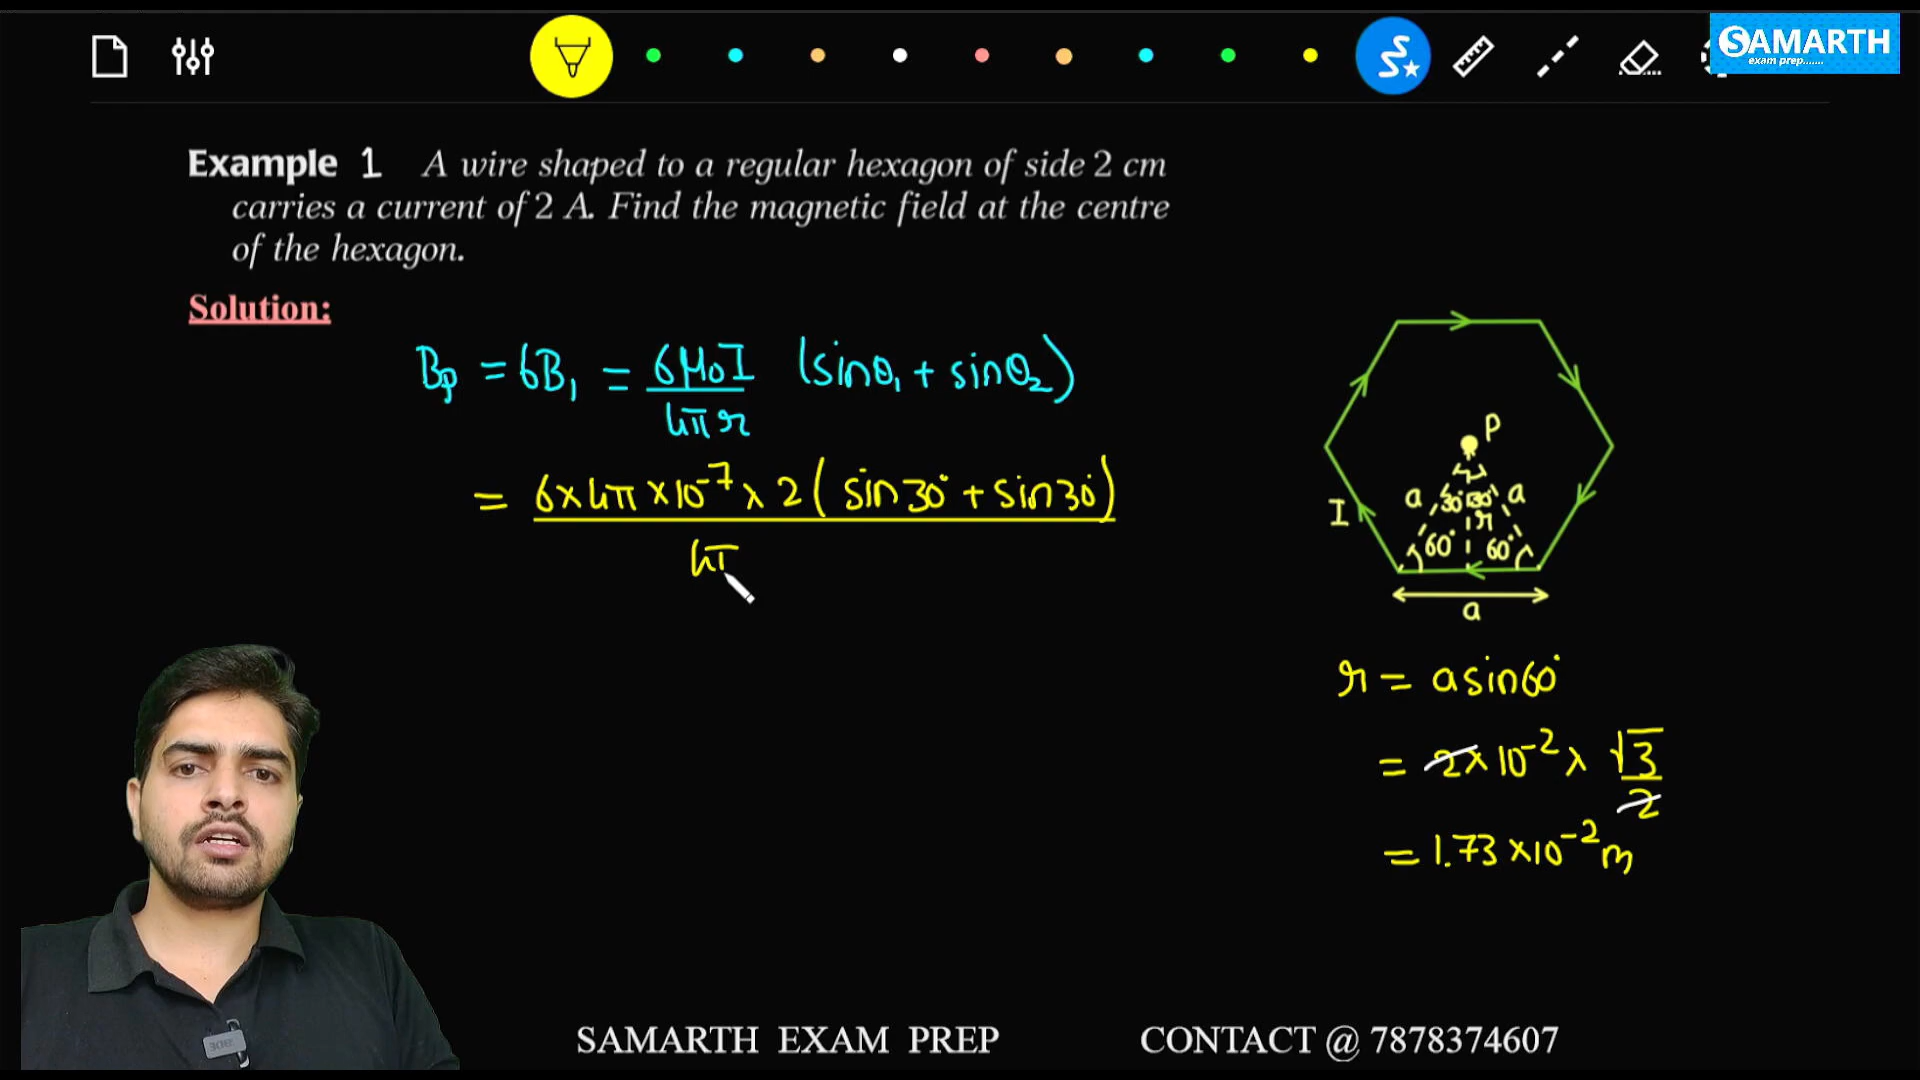 SAMARTH
exam prep......
Example 1 A wire shaped to a regular hexagon of side 2 cm
carries a current of 2 A. Find the magnetic field at the centre
of the hexagon.
Solution:
Bp = 6B₁ = 6μ₀I/4πr (sinθ₁ + sinθ₂)
= 6×4π×10⁻⁷×2(sin30° + sin30°)
4π
P
a 30° 30° a
r
I
60° 60°
a
r = asin60°
= 2×10⁻² × √3/2
= 1.73×10⁻² m
SAMARTH EXAM PREP CONTACT @ 7878374607